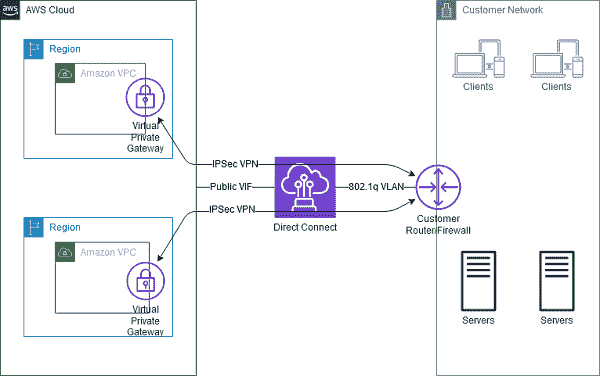 aws
AWS Cloud
Customer Network
Region
Amazon VPC
Clients
Clients
Virtual
Private
Gateway
IPSec VPN
Public VIF
802.1q VLAN
IPSec VPN
Direct Connect
Customer
Router/Firewall
Region
Amazon VPC
Virtual
Private
Gateway
Servers
Servers